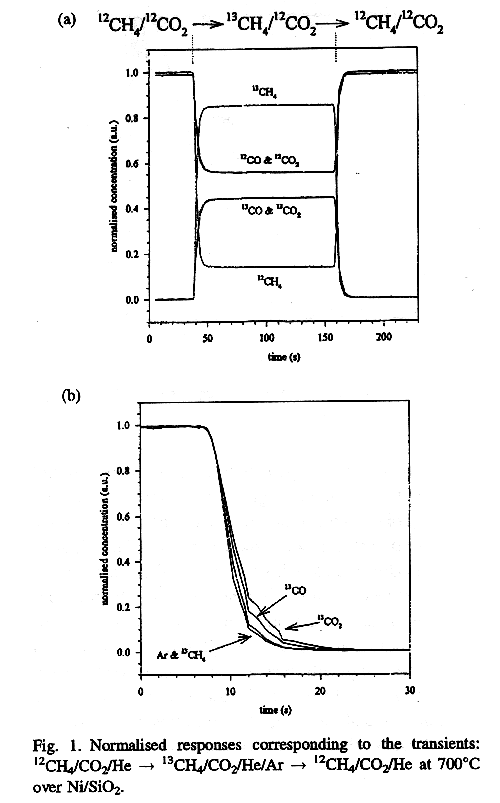 (a) ¹²CH₄/¹²CO₂ → ¹³CH₄/¹²CO₂ → ¹²CH₄/¹²CO₂
normalised concentration (a.u.)
1.0
0.8
0.6
0.4
0.2
0.0
¹³CH₄
¹²CO & ¹²CO₂
¹³CO & ¹³CO₂
¹²CH₄
0 50 100 150 200
time (s)
(b)
normalised concentration (a.u.)
1.0
0.8
0.6
0.4
0.2
0.0
¹³CO
¹³CO₂
Ar & ¹³CH₄
0 10 20 30
time (s)
Fig. 1. Normalised responses corresponding to the transients:
¹²CH₄/CO₂/He → ¹³CH₄/CO₂/He/Ar → ¹²CH₄/CO₂/He at 700°C
over Ni/SiO₂.